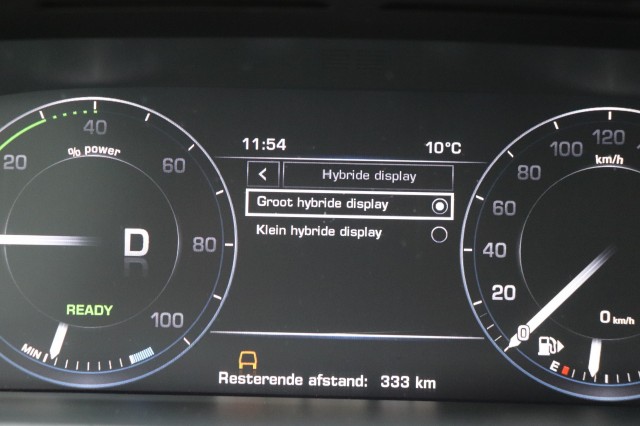 11:54
10°C
Hybride display
Groot hybride display
Klein hybride display
20
40
60
80
100
% power
D
READY
MIN
0
20
40
60
80
100
120
km/h
0 km/h
E
Resterende afstand: 333 km